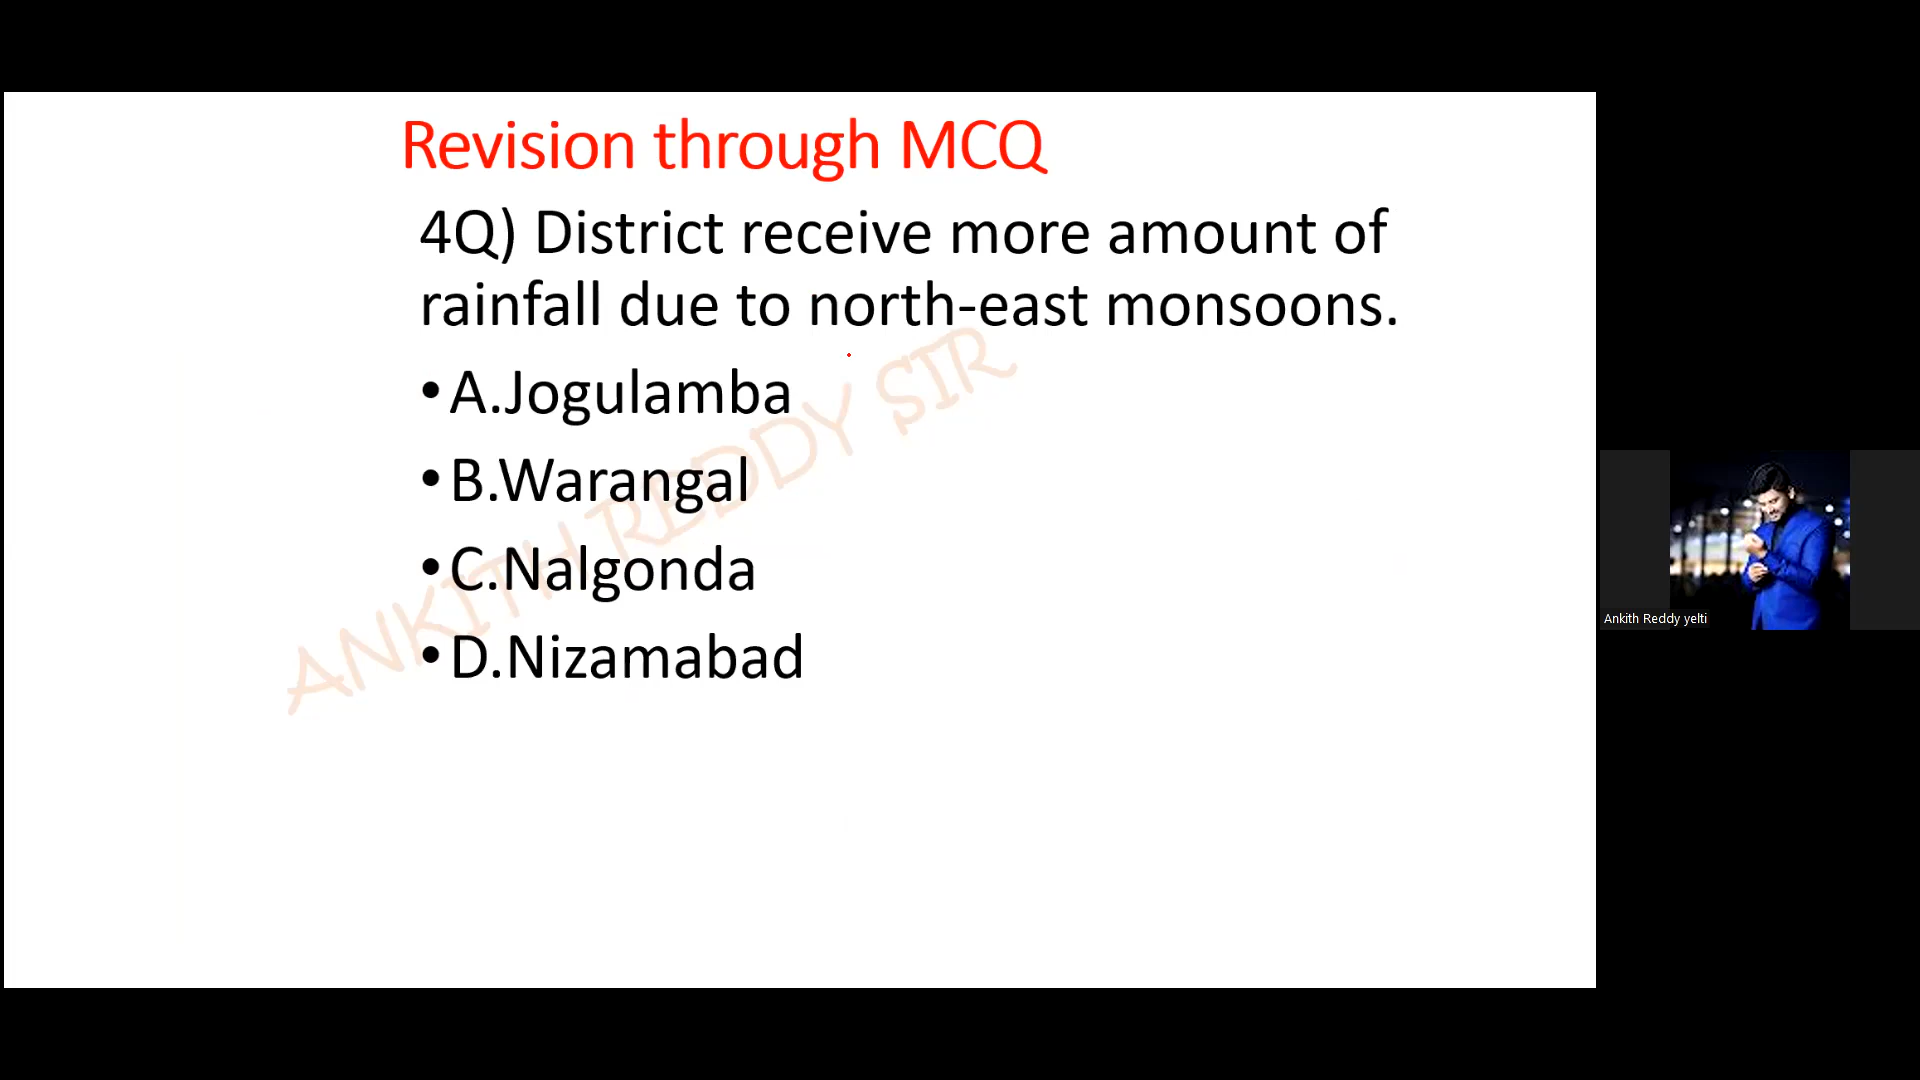 Revision through MCQ
4Q) District receive more amount of
rainfall due to north-east monsoons.
•A.Jogulamba
•B.Warangal
•C.Nalgonda
•D.Nizamabad
ANKITH REDDY SIR
Ankith Reddy yelti